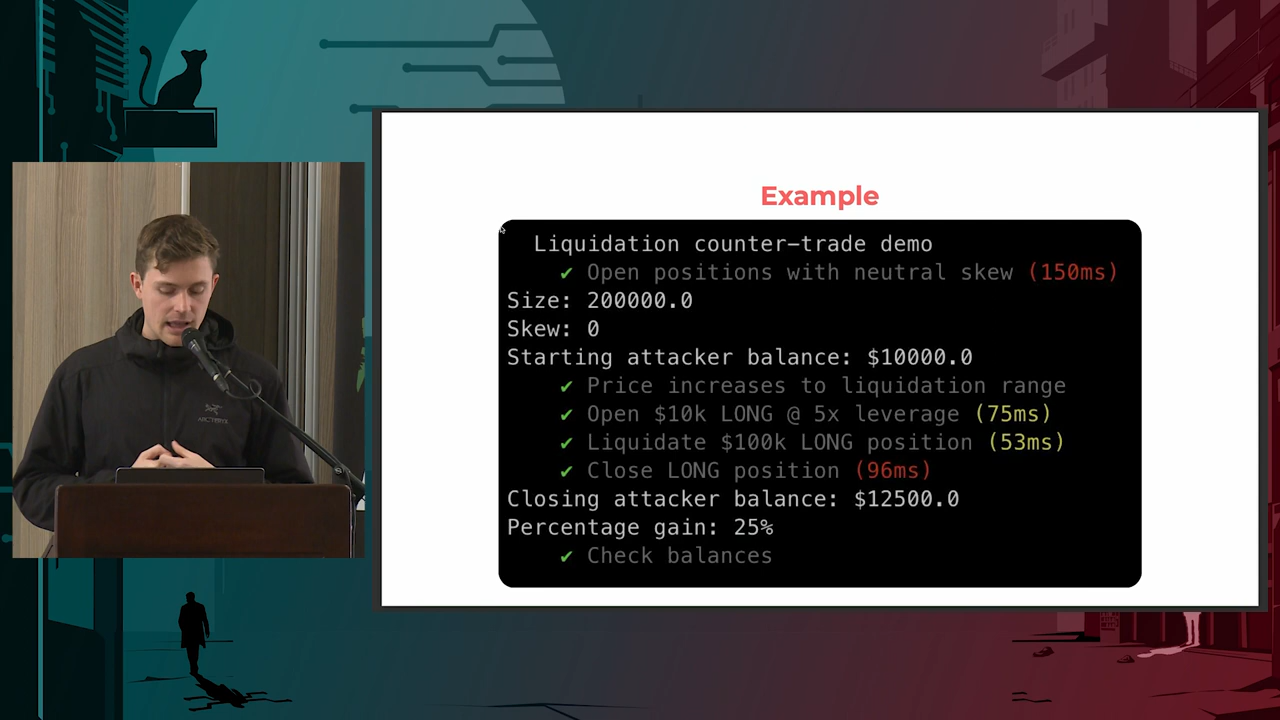 Example
Liquidation counter-trade demo
✔ Open positions with neutral skew (150ms)
Size: 200000.0
Skew: 0
Starting attacker balance: $10000.0
✔ Price increases to liquidation range
✔ Open $10k LONG @ 5x leverage (75ms)
✔ Liquidate $100k LONG position (53ms)
✔ Close LONG position (96ms)
Closing attacker balance: $12500.0
Percentage gain: 25%
✔ Check balances
ARC'TERYX